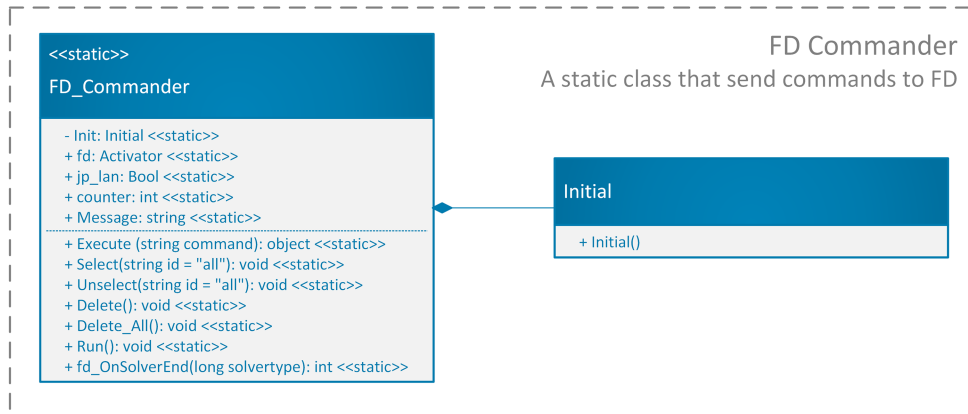 FD Commander
A static class that send commands to FD
<<static>>
FD_Commander
- Init: Initial <<static>>
+ fd: Activator <<static>>
+ jp_lan: Bool <<static>>
+ counter: int <<static>>
+ Message: string <<static>>
+ Execute (string command): object <<static>>
+ Select(string id = "all"): void <<static>>
+ Unselect(string id = "all"): void <<static>>
+ Delete(): void <<static>>
+ Delete_All(): void <<static>>
+ Run(): void <<static>>
+ fd_OnSolverEnd(long solvertype): int <<static>>
Initial
+ Initial()